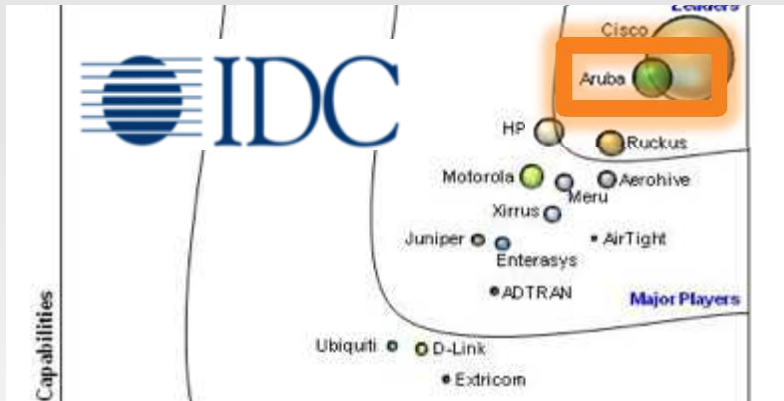 Leaders
Cisco
IDC
Aruba
HP
Ruckus
Motorola
Meru
Aerohive
Xirrus
Juniper
AirTight
Enterasys
ADTRAN
Major Players
Capabilities
Ubiquiti
D-Link
Extricom